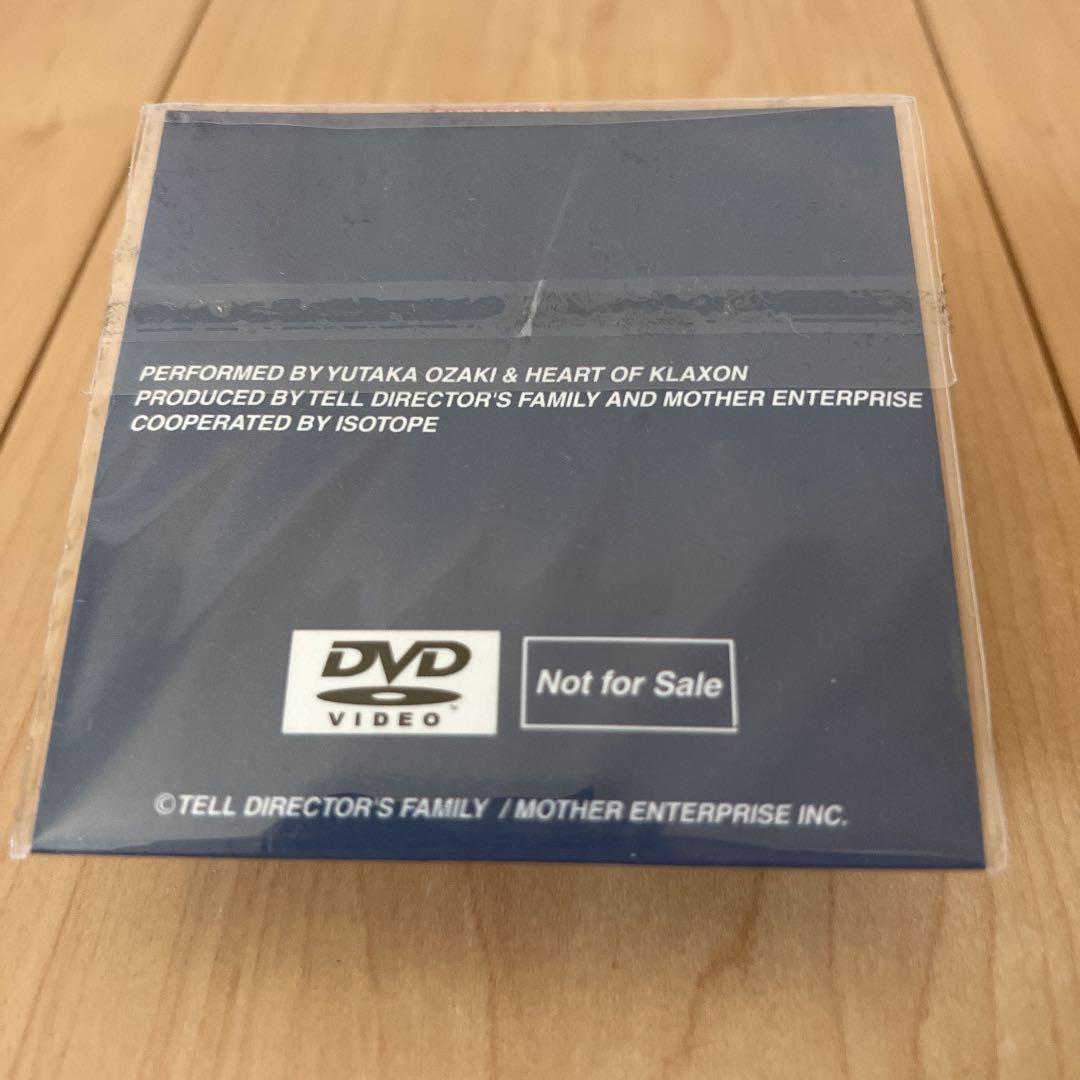 PERFORMED BY YUTAKA OZAKI & HEART OF KLAXON
PRODUCED BY TELL DIRECTOR'S FAMILY AND MOTHER ENTERPRISE
COOPERATED BY ISOTOPE
DVD
VIDEO™
Not for Sale
©TELL DIRECTOR'S FAMILY / MOTHER ENTERPRISE INC.